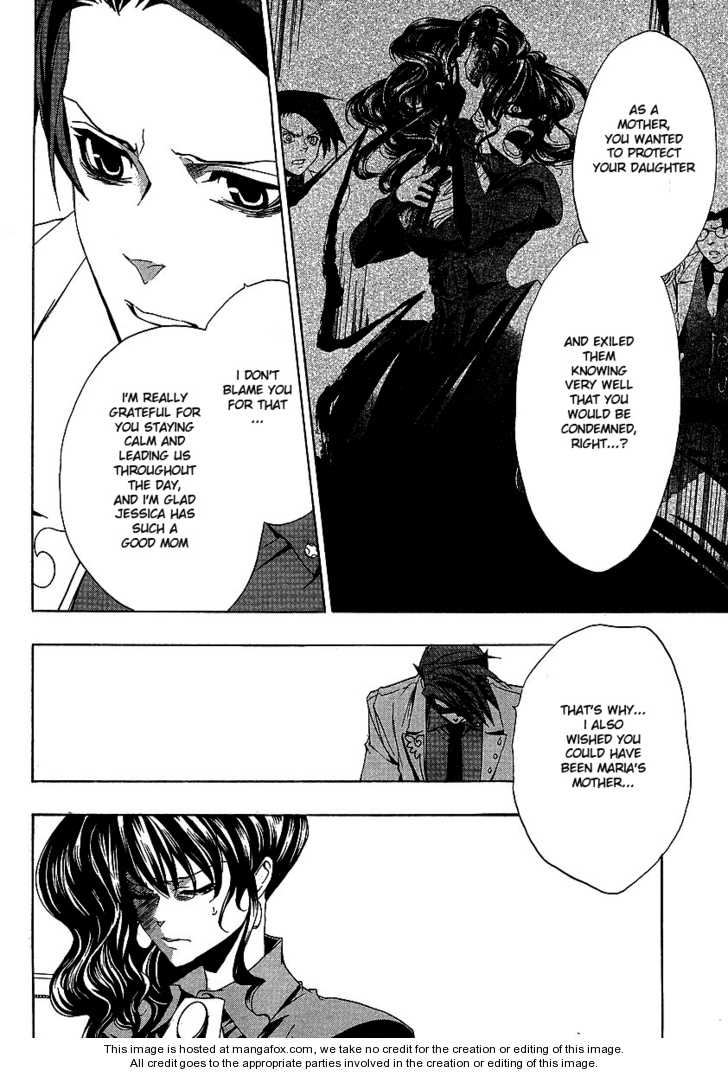 AS A
MOTHER,
YOU WANTED
TO PROTECT
YOUR DAUGHTER
AND EXILED
THEM
KNOWING
VERY WELL
THAT YOU
WOULD BE
CONDEMNED,
RIGHT...?
I DON'T
BLAME YOU
FOR THAT
...
I'M REALLY
GRATEFUL FOR
YOU STAYING
CALM AND
LEADING US
THROUGHOUT
THE DAY,
AND I'M GLAD
JESSICA HAS
SUCH A
GOOD MOM
THAT'S WHY...
I ALSO
WISHED YOU
COULD HAVE
BEEN MARIA'S
MOTHER...
This image is hosted at mangafox.com, we take no credit for the creation or editing of this image.
All credit goes to the appropriate parties involved in the creation or editing of this image.